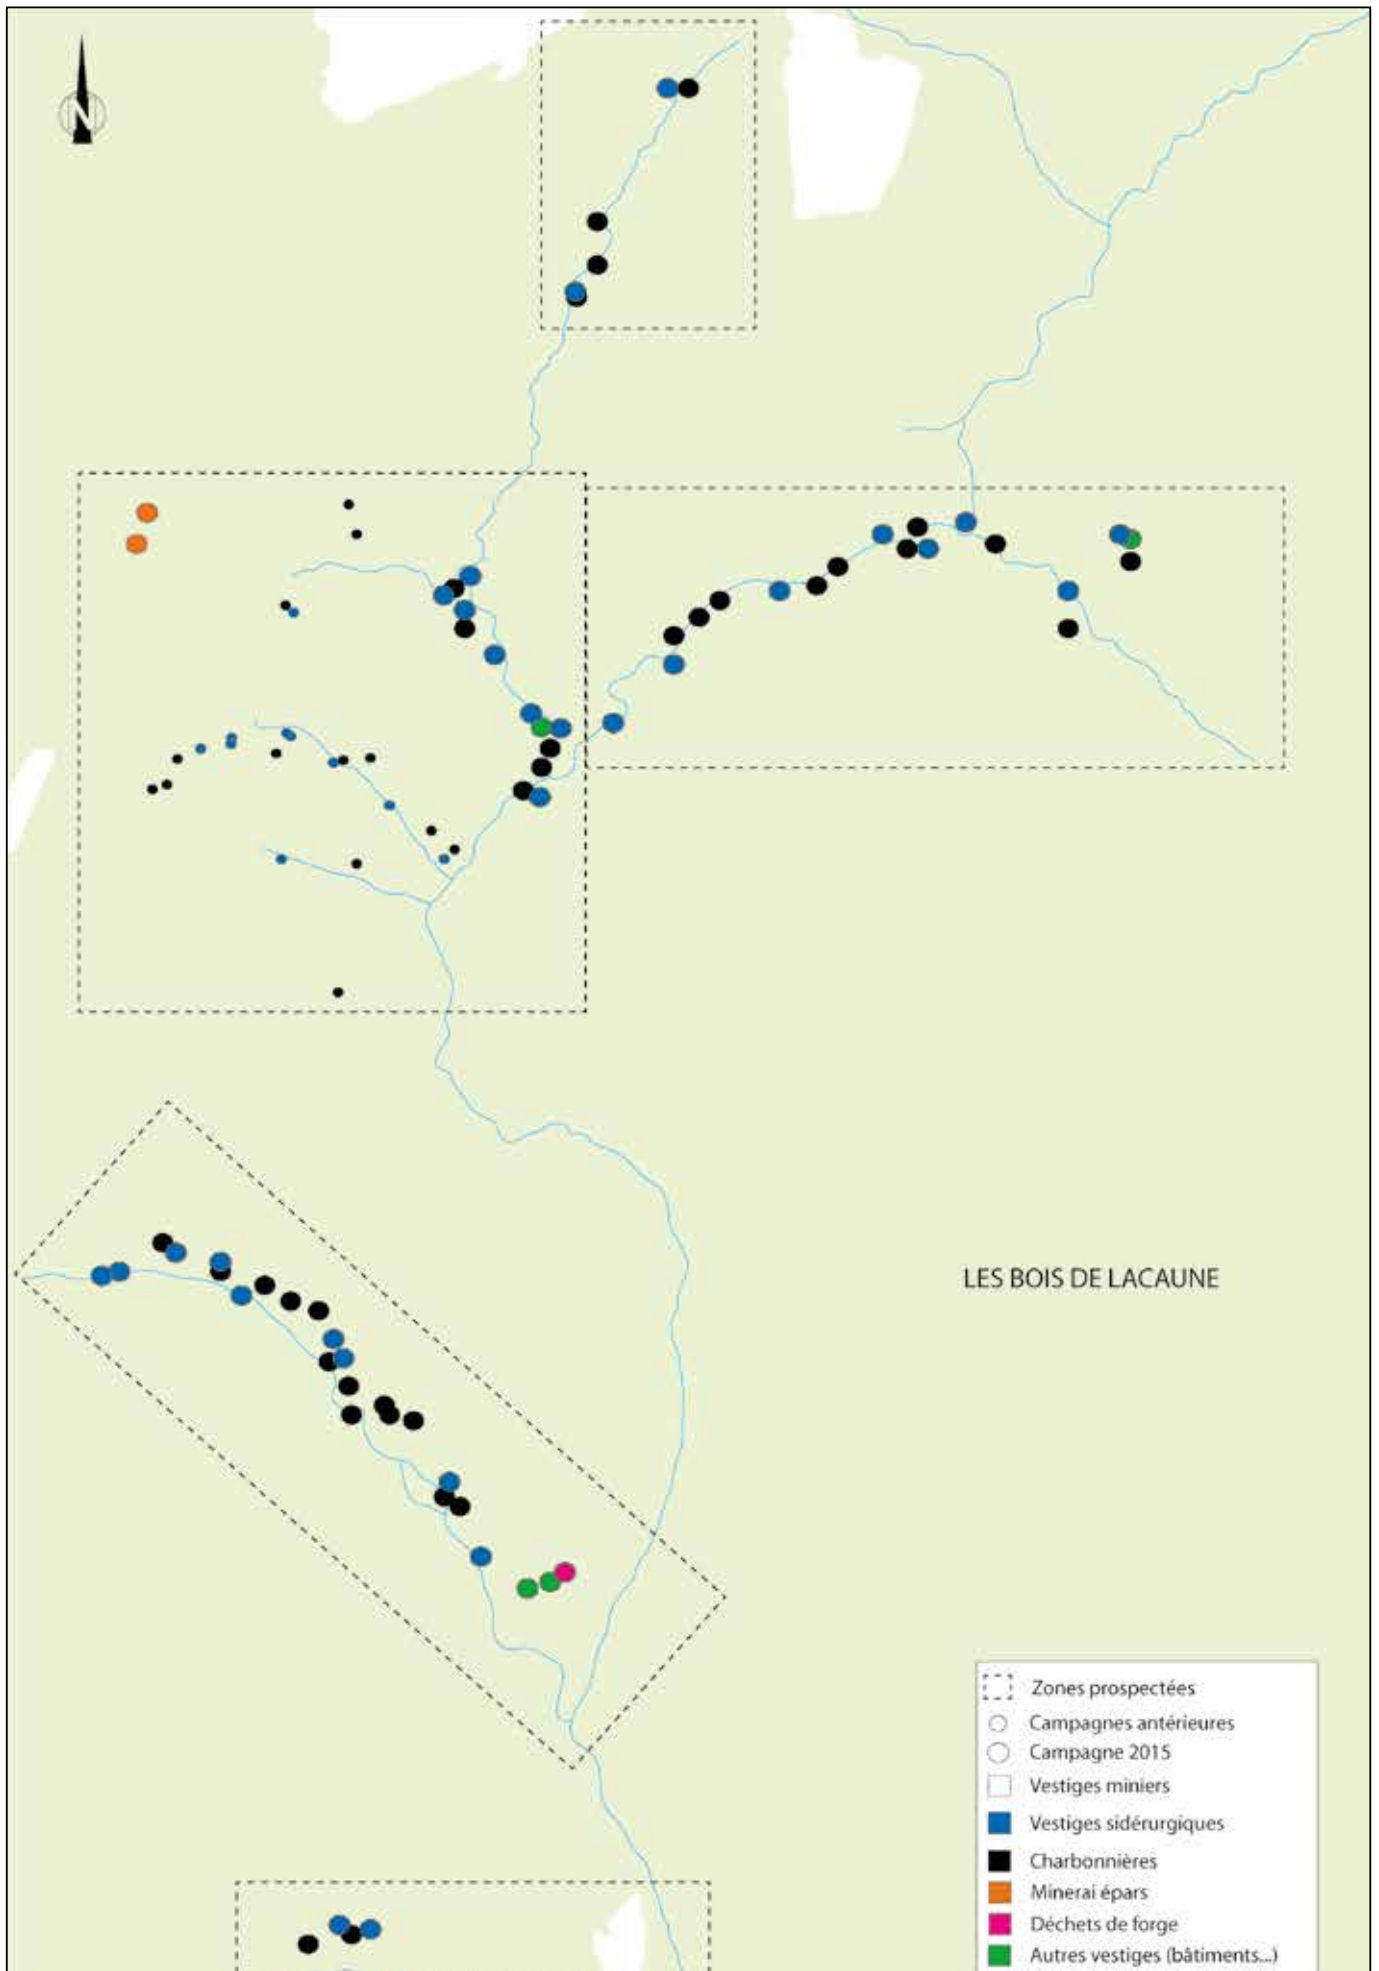 N
LES BOIS DE LACAUNE
Zones prospectées
Campagnes antérieures
Campagne 2015
Vestiges miniers
Vestiges sidérurgiques
Charbonnières
Minerai épars
Déchets de forge
Autres vestiges (bâtiments...)